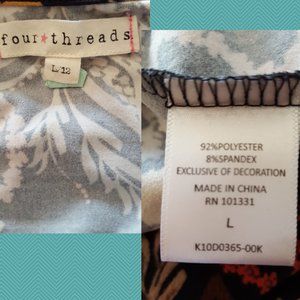 four★threads
L/12
92%POLYESTER
8%SPANDEX
EXCLUSIVE OF DECORATION
MADE IN CHINA
RN 101331
L
K10D0365-00K